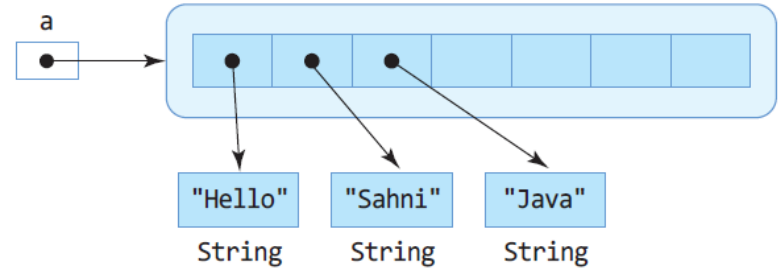 a
"Hello" "Sahni" "Java"
String String String